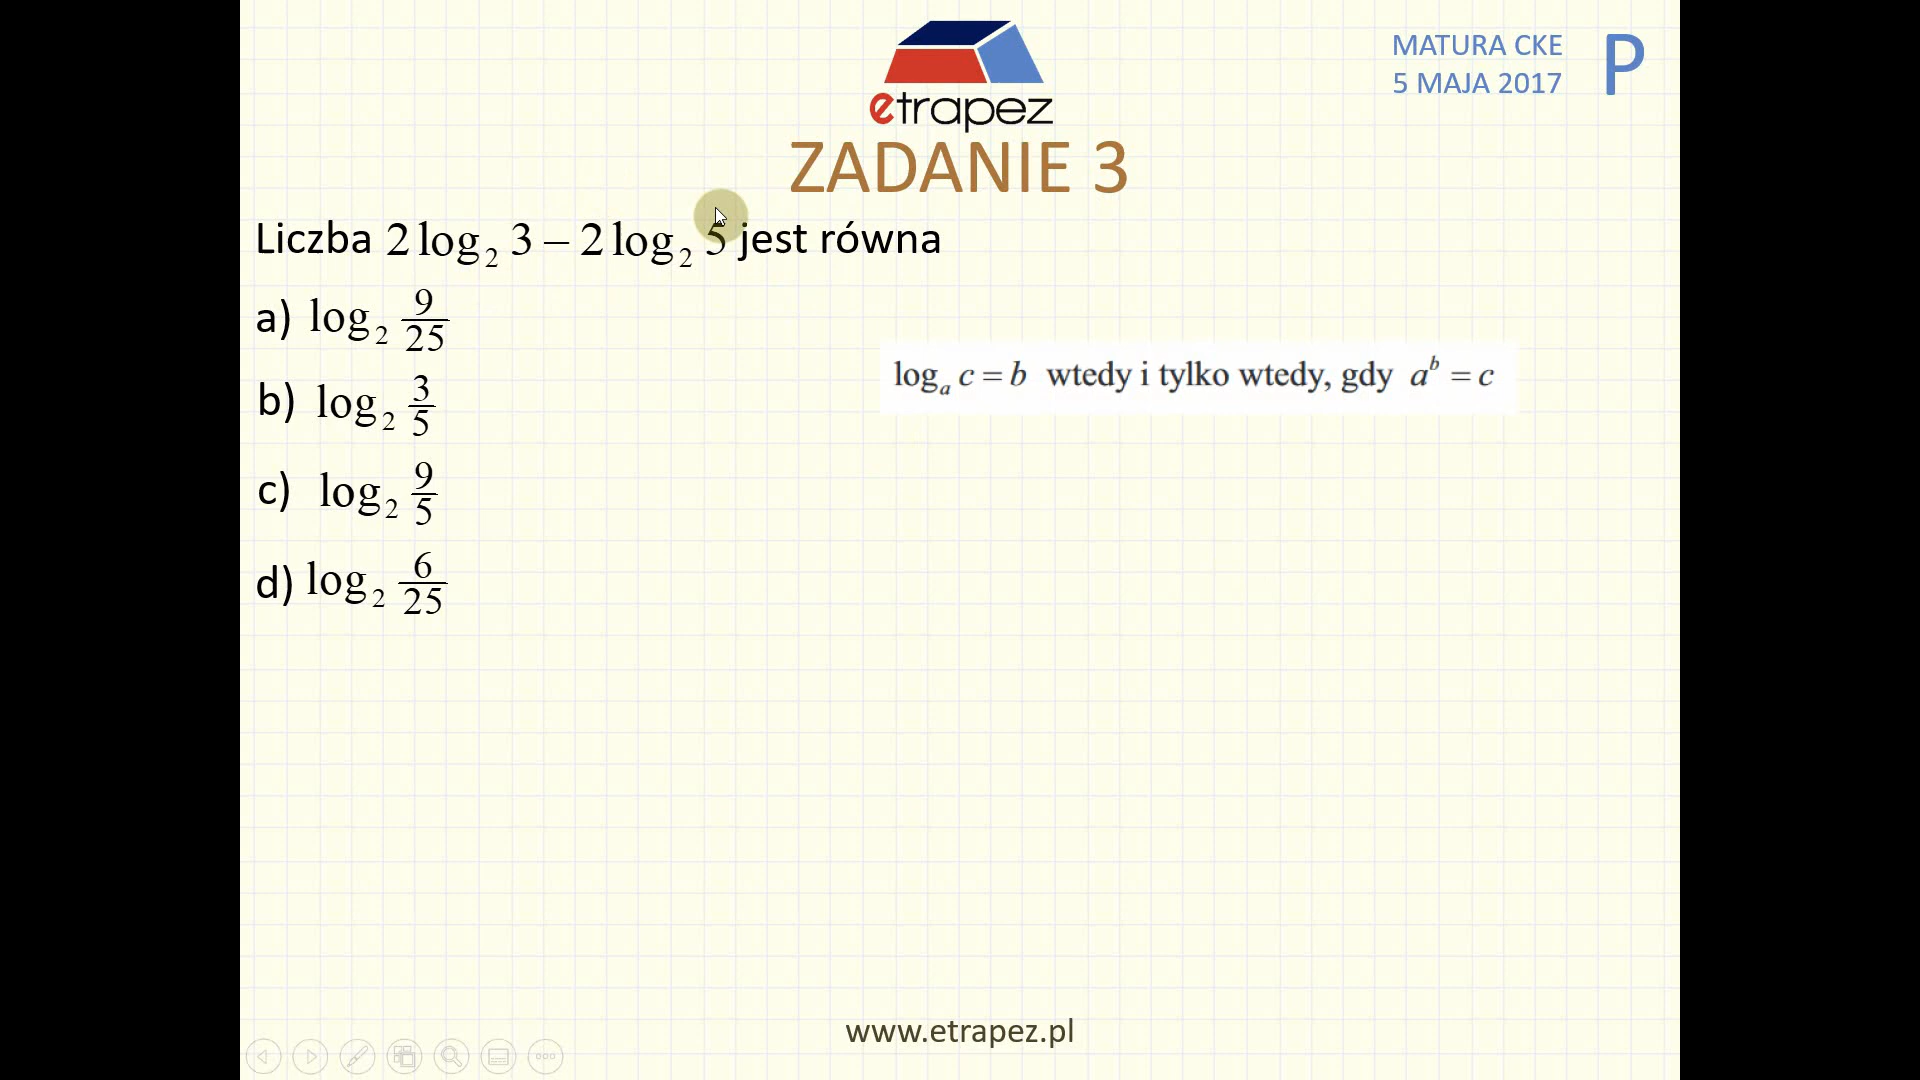 etrapez
MATURA CKE
5 MAJA 2017
P
ZADANIE 3
Liczba 2 log₂ 3 – 2 log₂ 5 jest równa
a) log₂ 9/25
b) log₂ 3/5
c) log₂ 9/5
d) log₂ 6/25
logₐ c = b wtedy i tylko wtedy, gdy aᵇ = c
www.etrapez.pl